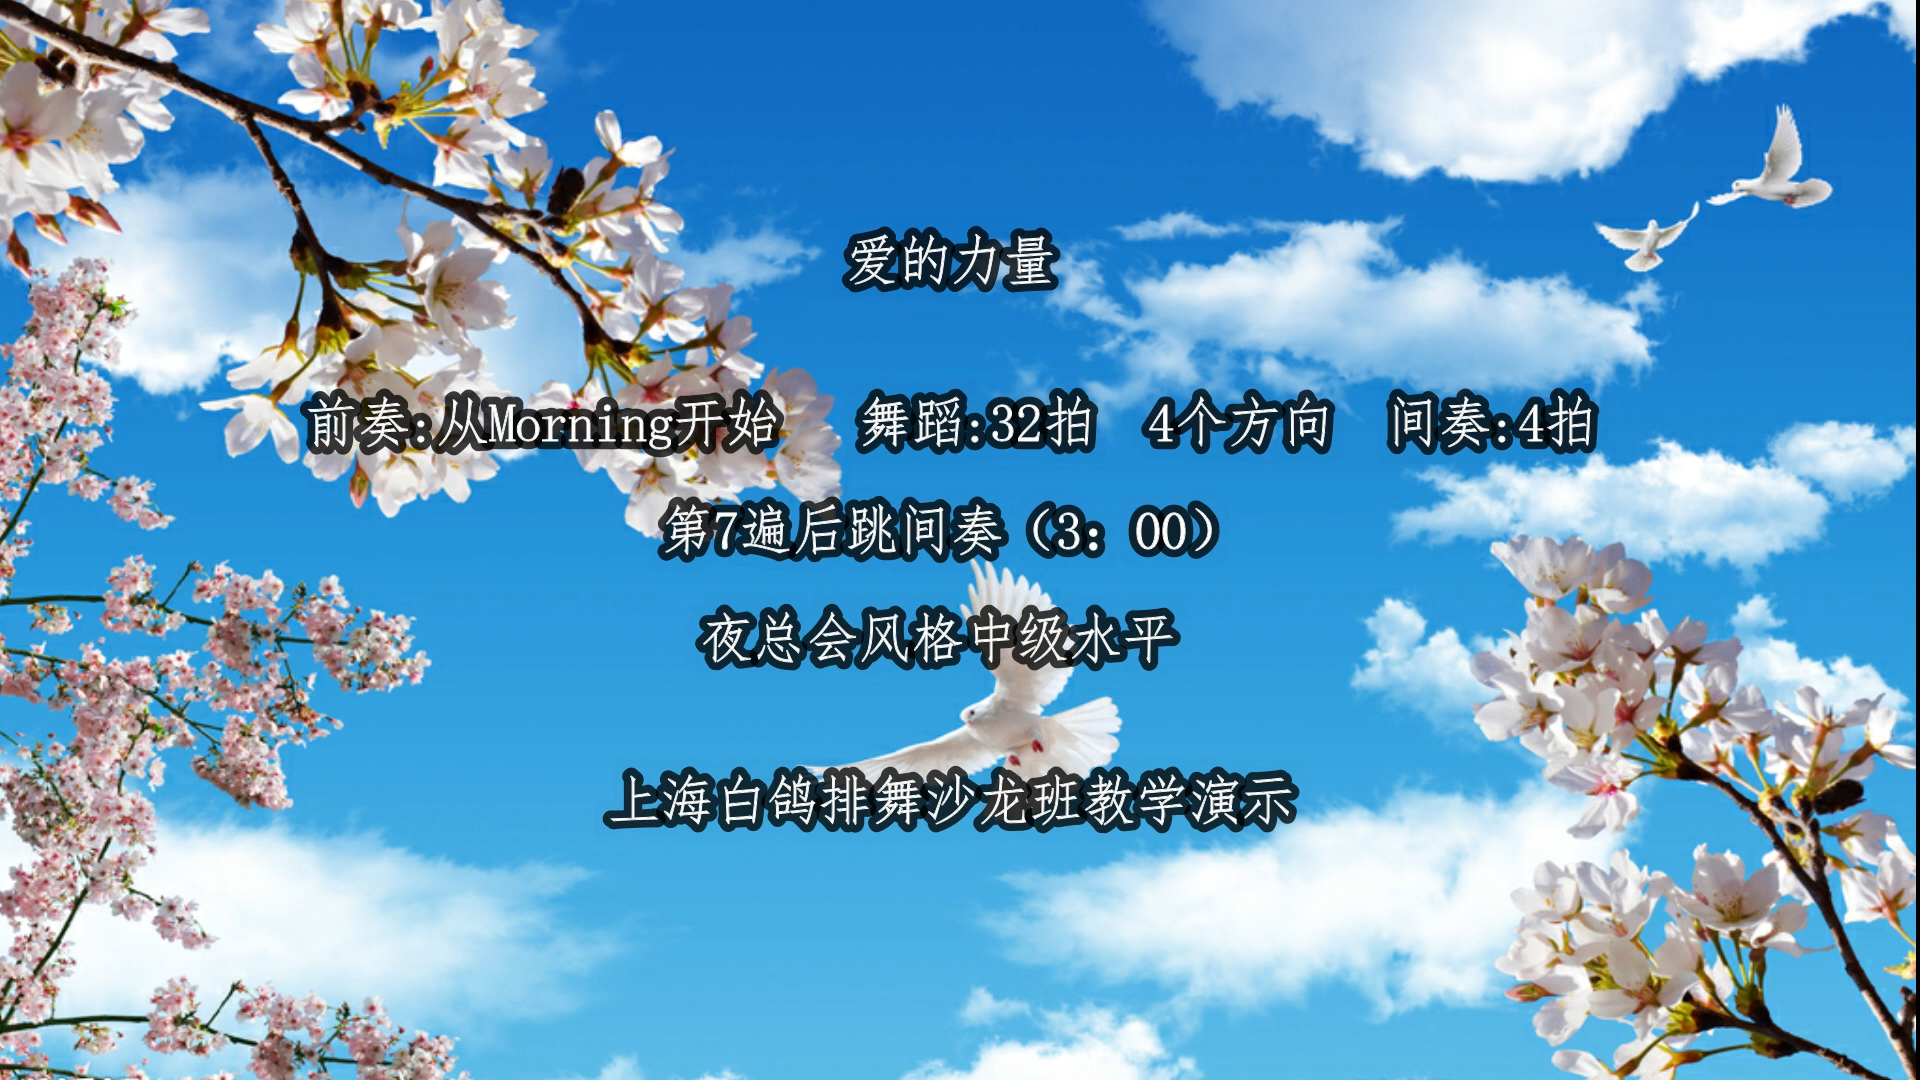 爱的力量
前奏:从Morning开始 舞蹈:32拍 4个方向 间奏:4拍
第7遍后跳间奏（3：00）
夜总会风格中级水平
上海白鸽排舞沙龙班教学演示